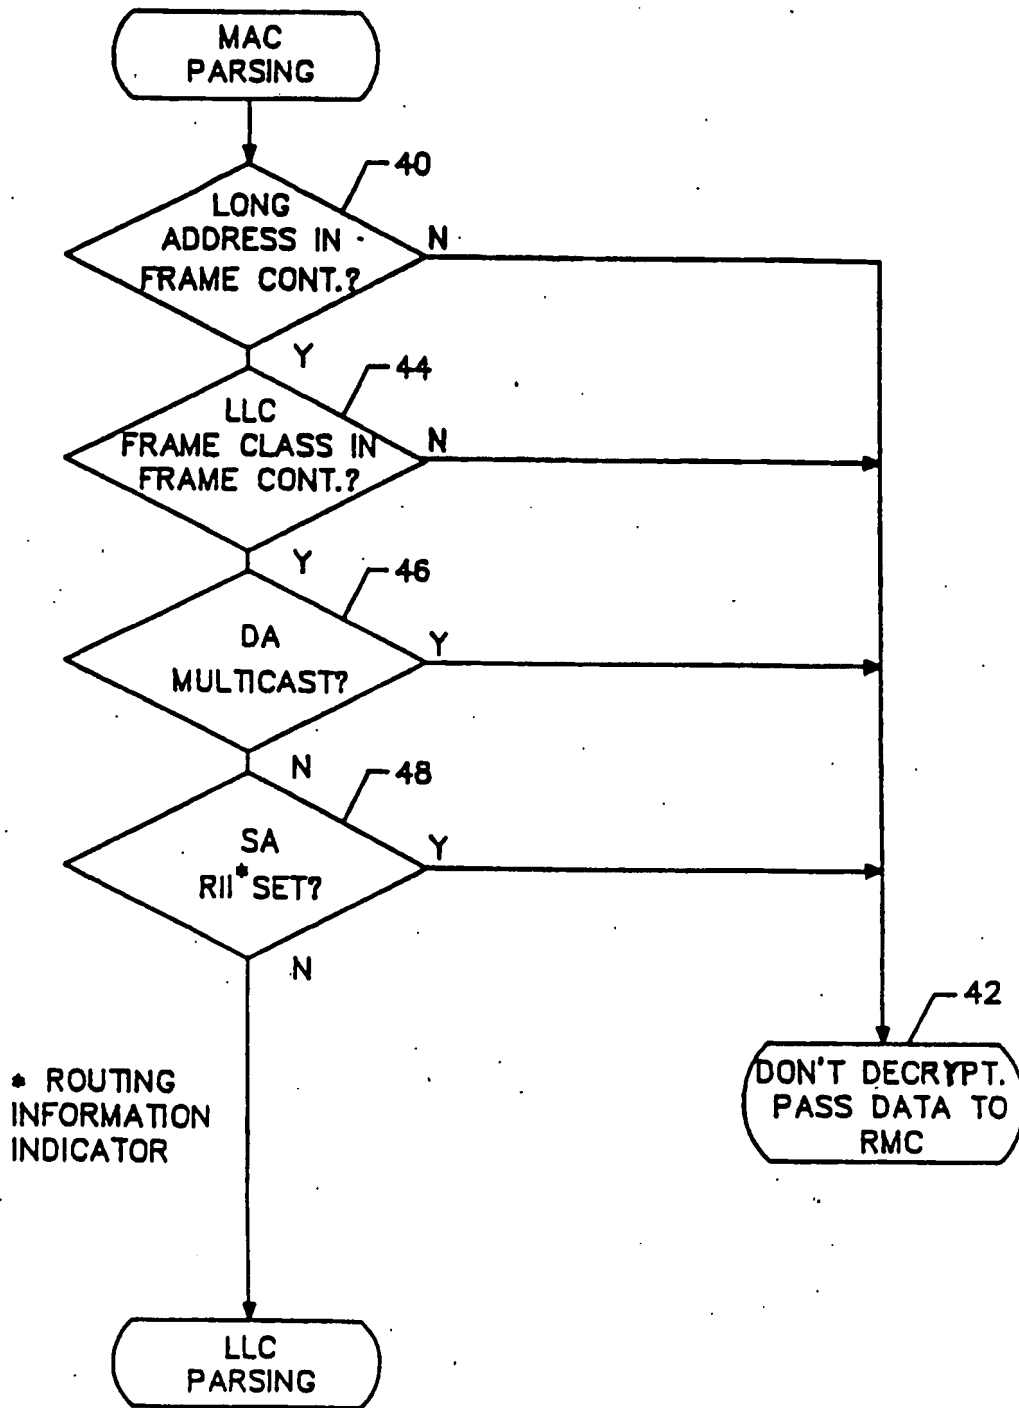 MAC
PARSING
40
LONG
ADDRESS IN
FRAME CONT.?
N
Y
44
LLC
FRAME CLASS IN
FRAME CONT.?
N
Y
46
DA
MULTICAST?
Y
N
48
SA
RII* SET?
Y
N
42
DON'T DECRYPT.
PASS DATA TO
RMC
* ROUTING
INFORMATION
INDICATOR
LLC
PARSING